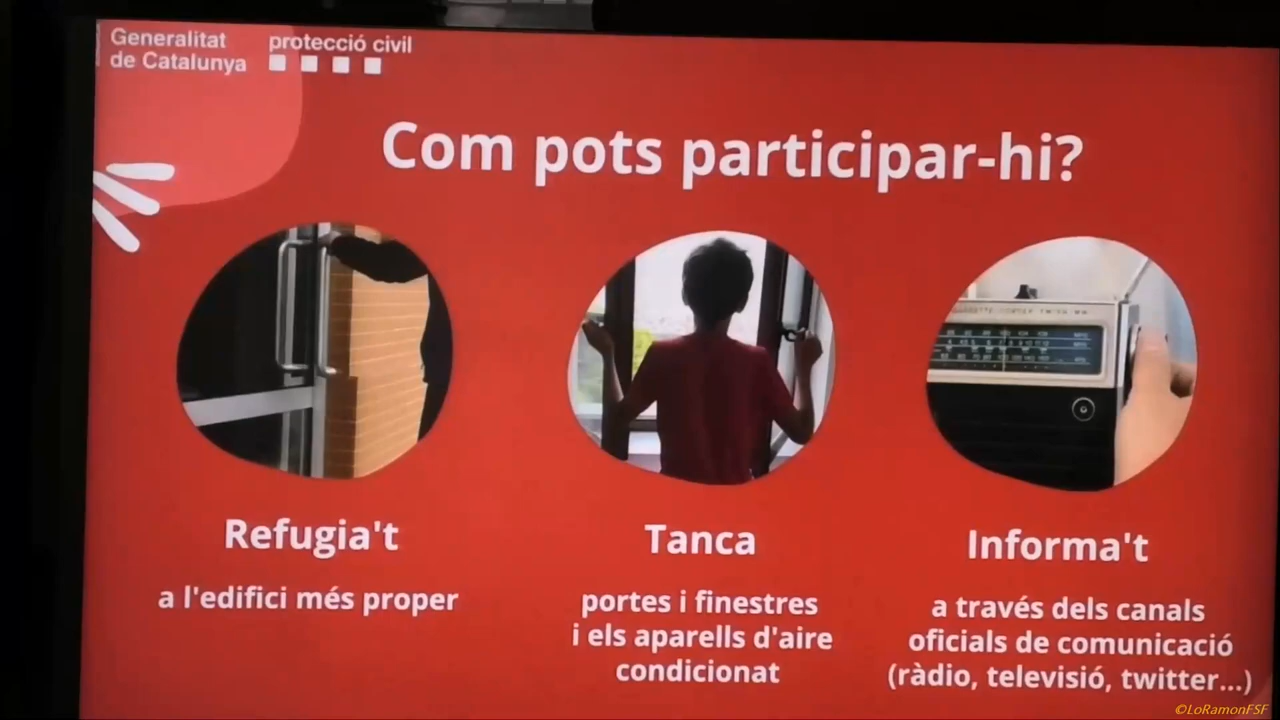 Generalitat
de Catalunya
protecció civil
Com pots participar-hi?
Refugia't
a l'edifici més proper
Tanca
portes i finestres
i els aparells d'aire
condicionat
Informa't
a través dels canals
oficials de comunicació
(ràdio, televisió, twitter...)
©LoRamonFSF